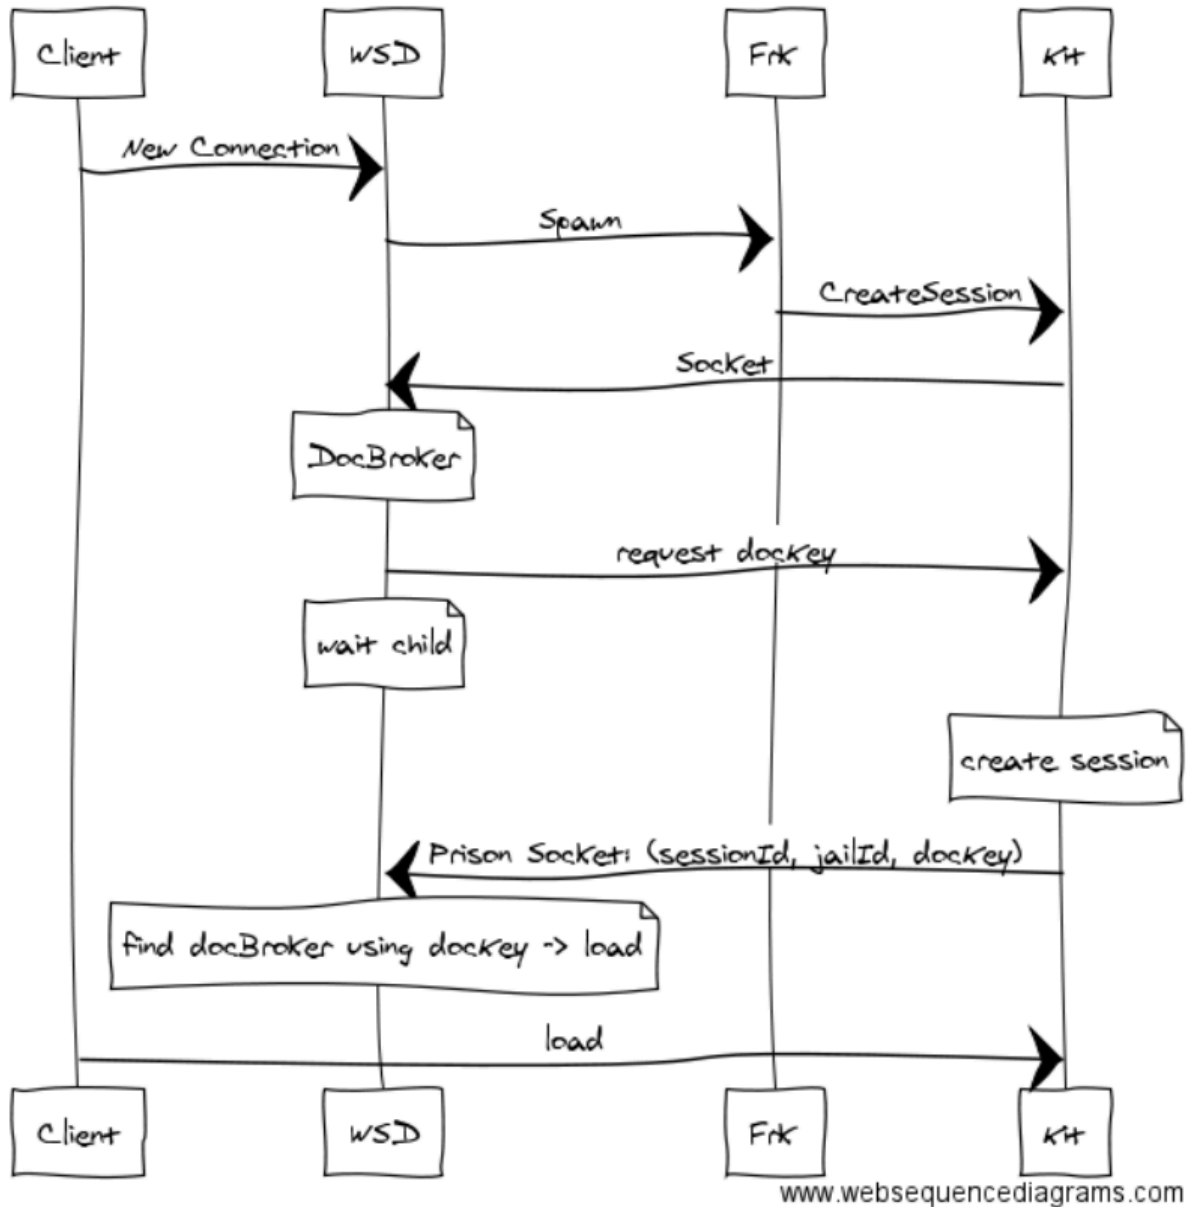 Client
WSD
Frk
Kit
New Connection
Spawn
CreateSession
Socket
DocBroker
request dockey
wait child
create session
Prison Socket: (sessionId, jailId, dockey)
find docBroker using dockey -> load
load
Client
WSD
Frk
Kit
www.websequencediagrams.com